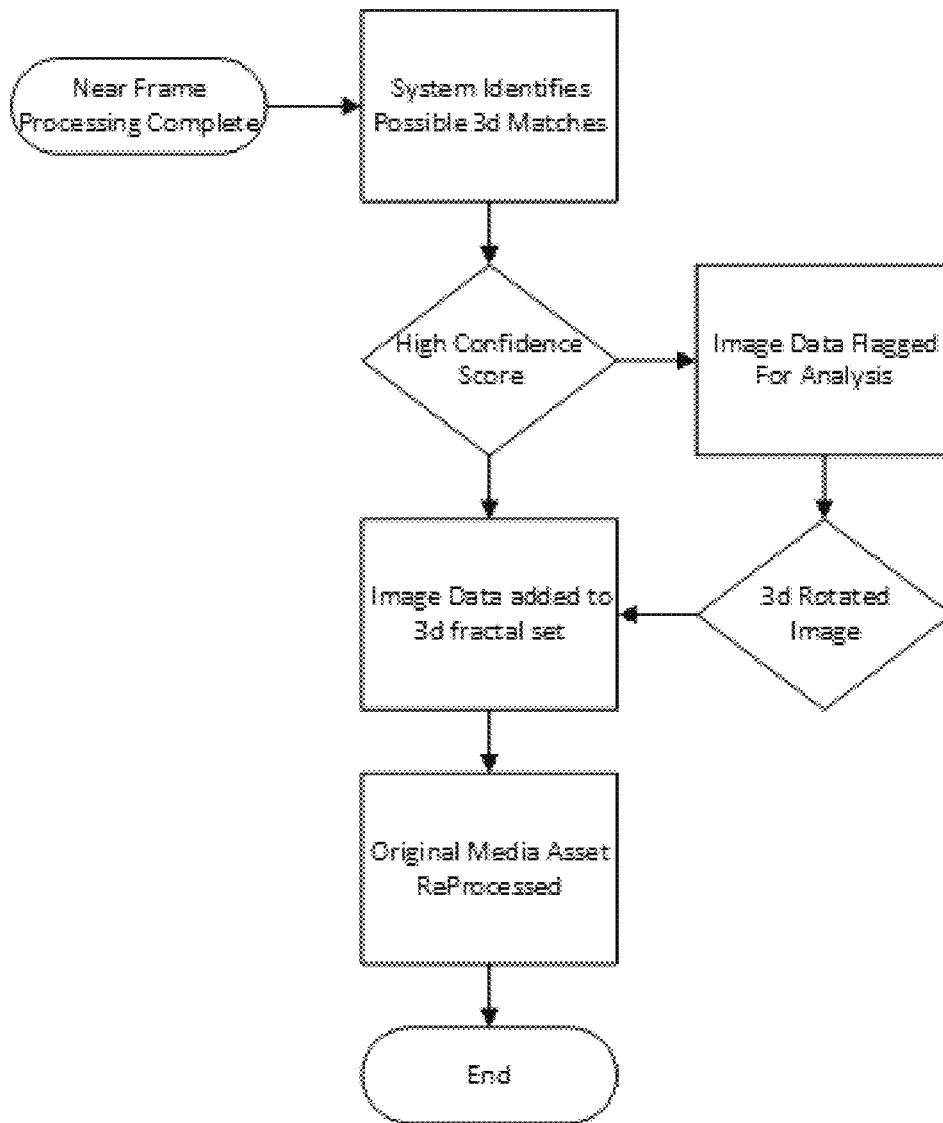 Near Frame
Processing Complete
System Identifies
Possible 3d Matches
High Confidence
Score
Image Data Flagged
For Analysis
Image Data added to
3d fractal set
3d Rotated
Image
Original Media Asset
ReProcessed
End